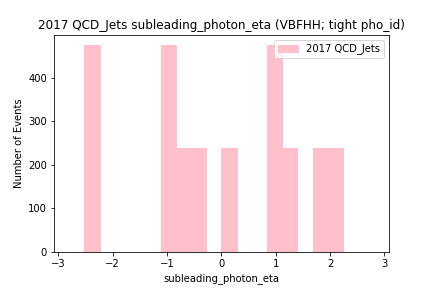 2017 QCD_Jets subleading_photon_eta (VBFHH; tight pho_id)
2017 QCD_Jets
Number of Events
400
300
200
100
0
−3 −2 −1 0 1 2 3
subleading_photon_eta